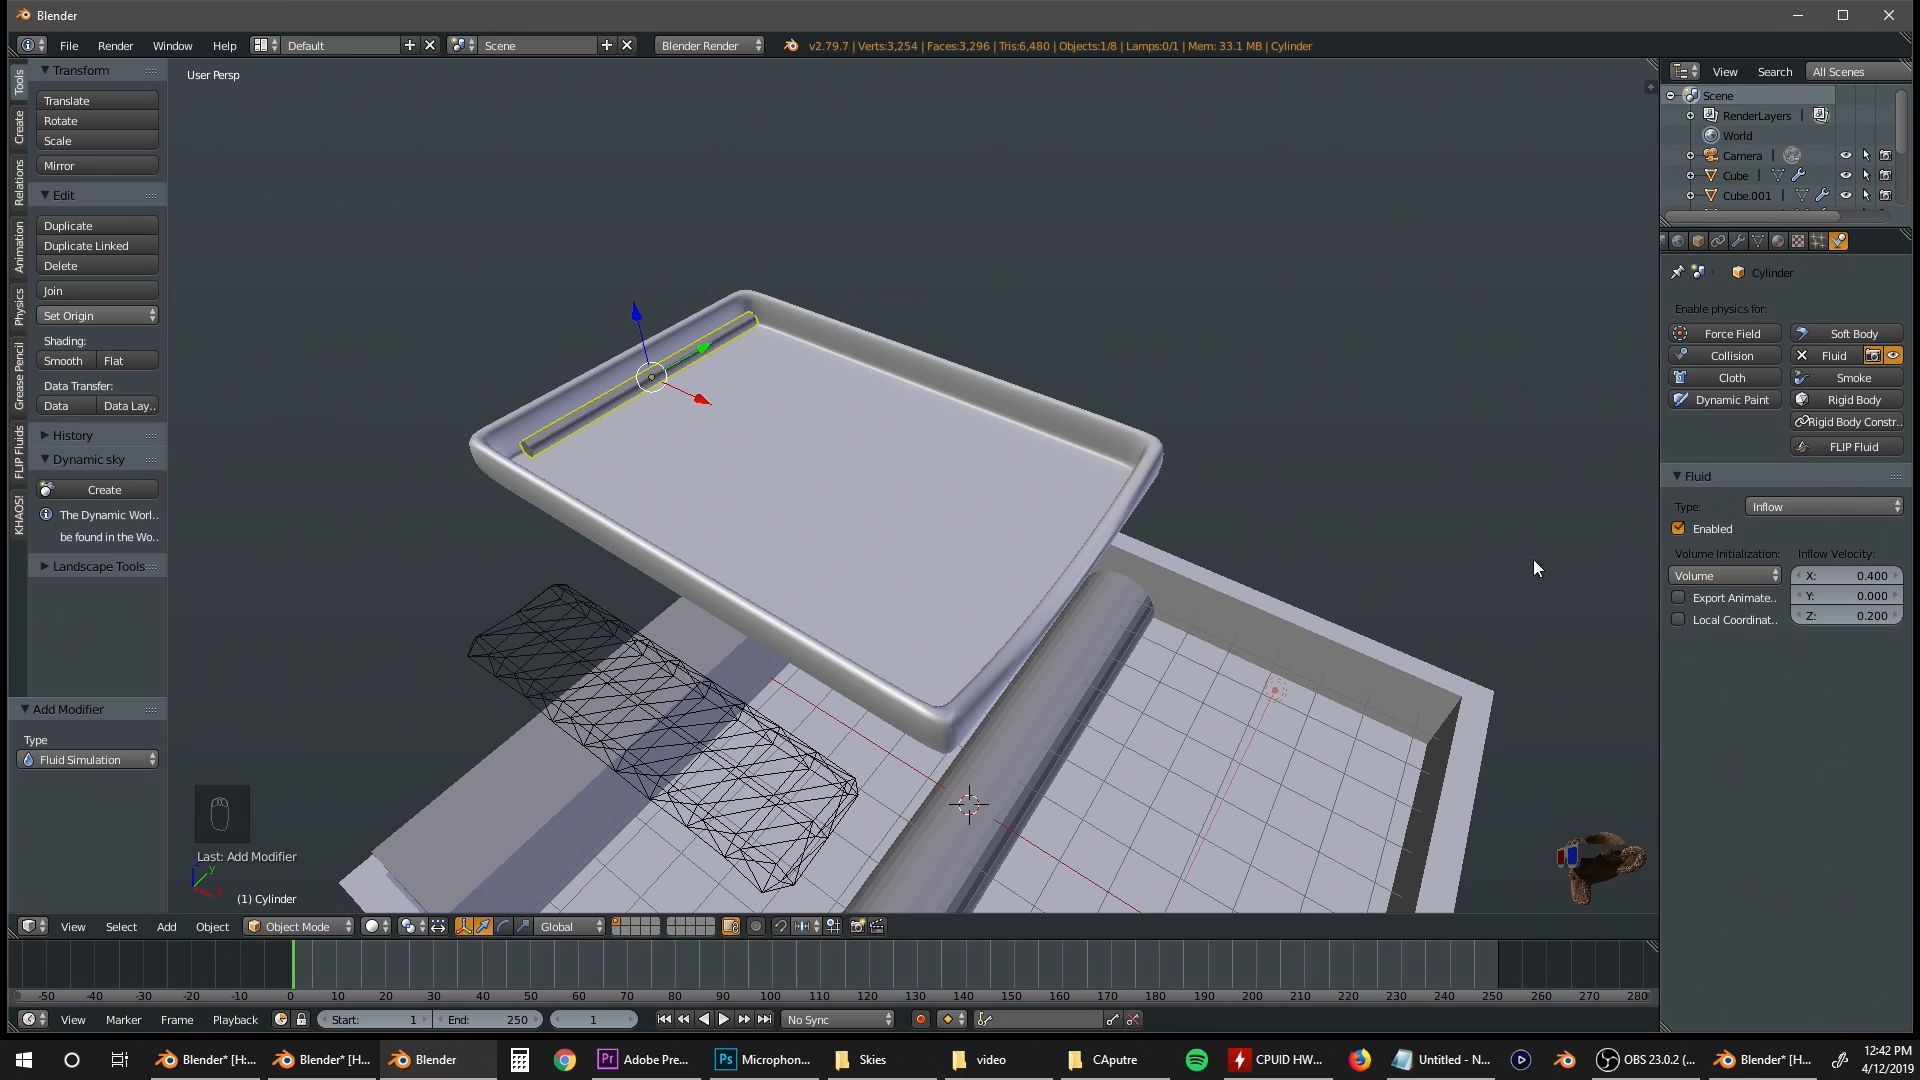 Blender
File Render Window Help Default Scene Blender Render v2.79.7 | Verts:3,254 | Faces:3,296 | Tris:6,480 | Objects:1/8 | Lamps:0/1 | Mem: 33.1 MB | Cylinder
Tools
Create
Relations
Animation
Physics
Grease Pencil
FLIP Fluids
KHAOS!
Transform
Translate
Rotate
Scale
Mirror
Edit
Duplicate
Duplicate Linked
Delete
Join
Set Origin
Shading:
Smooth Flat
Data Transfer:
Data Data Lay..
History
Dynamic sky
Create
The Dynamic Worl..
be found in the Wo..
Landscape Tools
Add Modifier
Type
Fluid Simulation
User Persp
Last: Add Modifier
(1) Cylinder
View Search All Scenes
Scene
RenderLayers
World
Camera
Cube
Cube.001
Cylinder
Enable physics for:
Force Field Soft Body
Collision Fluid
Cloth Smoke
Dynamic Paint Rigid Body
Rigid Body Constr..
FLIP Fluid
Fluid
Type: Inflow
Enabled
Volume Initialization: Inflow Velocity:
Volume X: 0.400
Export Animate.. Y: 0.000
Local Coordinat.. Z: 0.200
View Select Add Object Object Mode Global
-50 -40 -30 -20 -10 0 10 20 30 40 50 60 70 80 90 100 110 120 130 140 150 160 170 180 190 200 210 220 230 240 250 260 270 280
View Marker Frame Playback Start: 1 End: 250 1 No Sync
Blender* [H:... Blender* [H... Blender Adobe Pre... Microphon... Skies video CAputre CPUID HW... Untitled - N... OBS 23.0.2 (... Blender* [H...
12:42 PM
4/12/2019